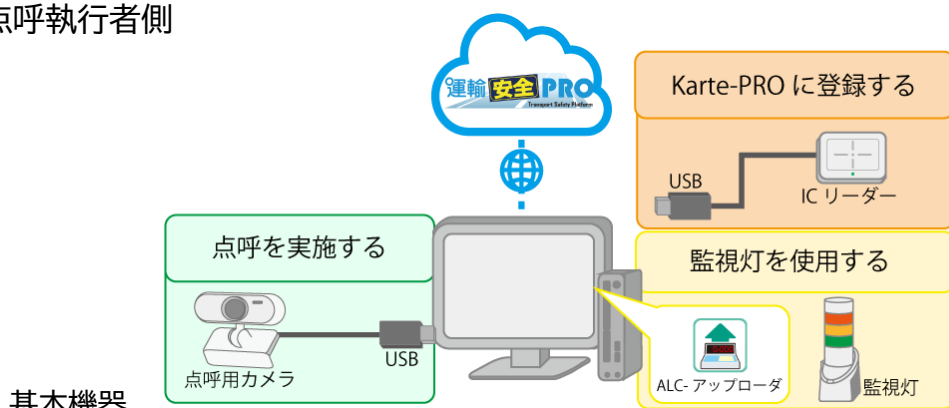 点呼執行者側
運輸安全PRO
Transport Safety Platform
Karte-PRO に登録する
USB
IC リーダー
点呼を実施する
監視灯を使用する
USB
点呼用カメラ
ALC- アップローダ
監視灯
基本機器